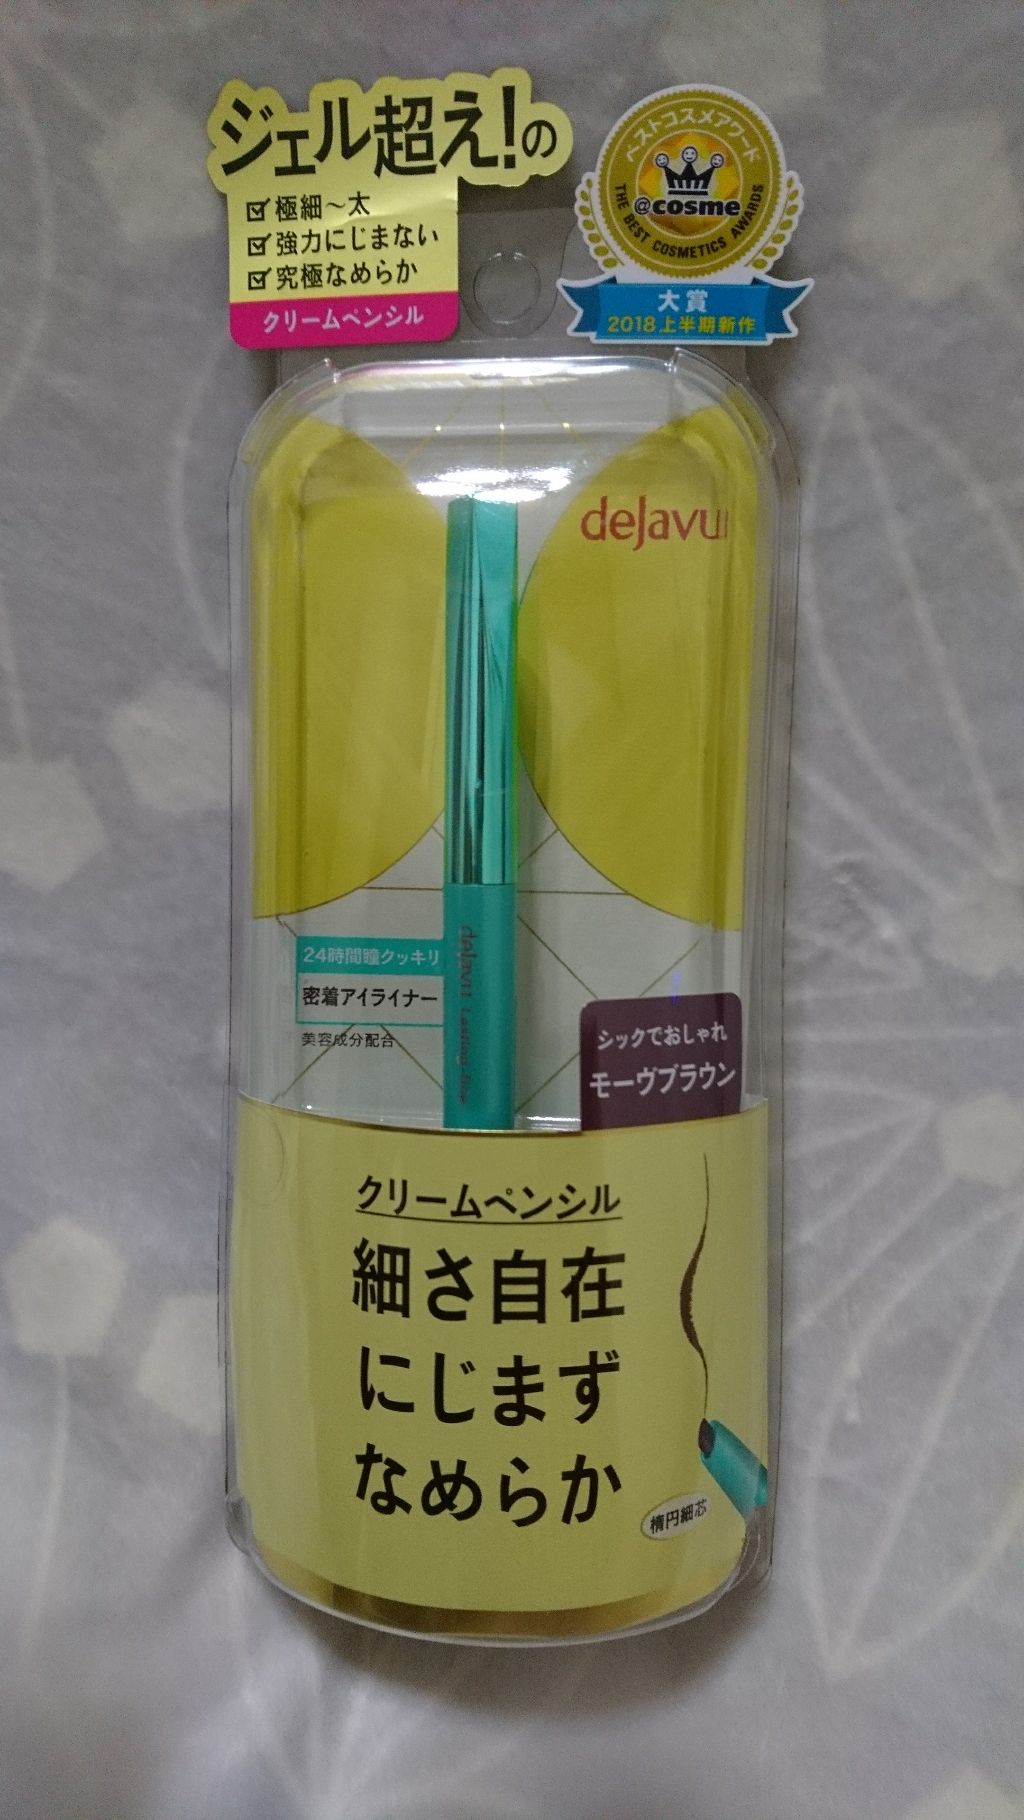 ジェル超え!の
極細〜太
強力にじまない
究極なめらか
クリームペンシル
ベストコスメアワード
@cosme
THE BEST COSMETICS AWARDS
大賞
2018上半期新作
dejavu
24時間瞳クッキリ
密着アイライナー
美容成分配合
dejavu Lasting-fine
シックでおしゃれ
モーヴブラウン
クリームペンシル
細さ自在
にじまず
なめらか
楕円細芯